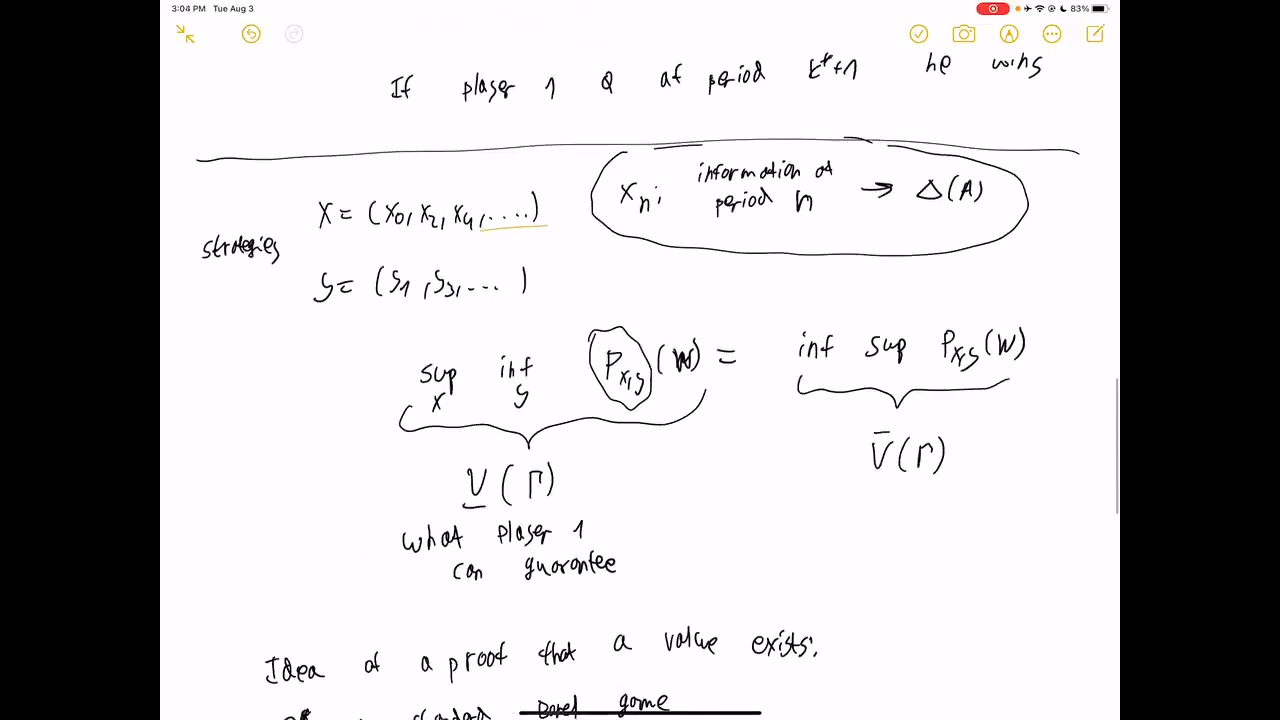 3:04 PM Tue Aug 3
83%
If player 1 Q at period t*+1 he wins
strategies
x = (x0, x2, x4, ....)
xn: information at period n → Δ(A)
y = (y1, y3, ... )
sup x inf y Px,y (W) = inf sup Px,y (W)
V (Γ)
V̄ (Γ)
what player 1
can guarantee
Idea of a proof that a value exists:
standard Borel game